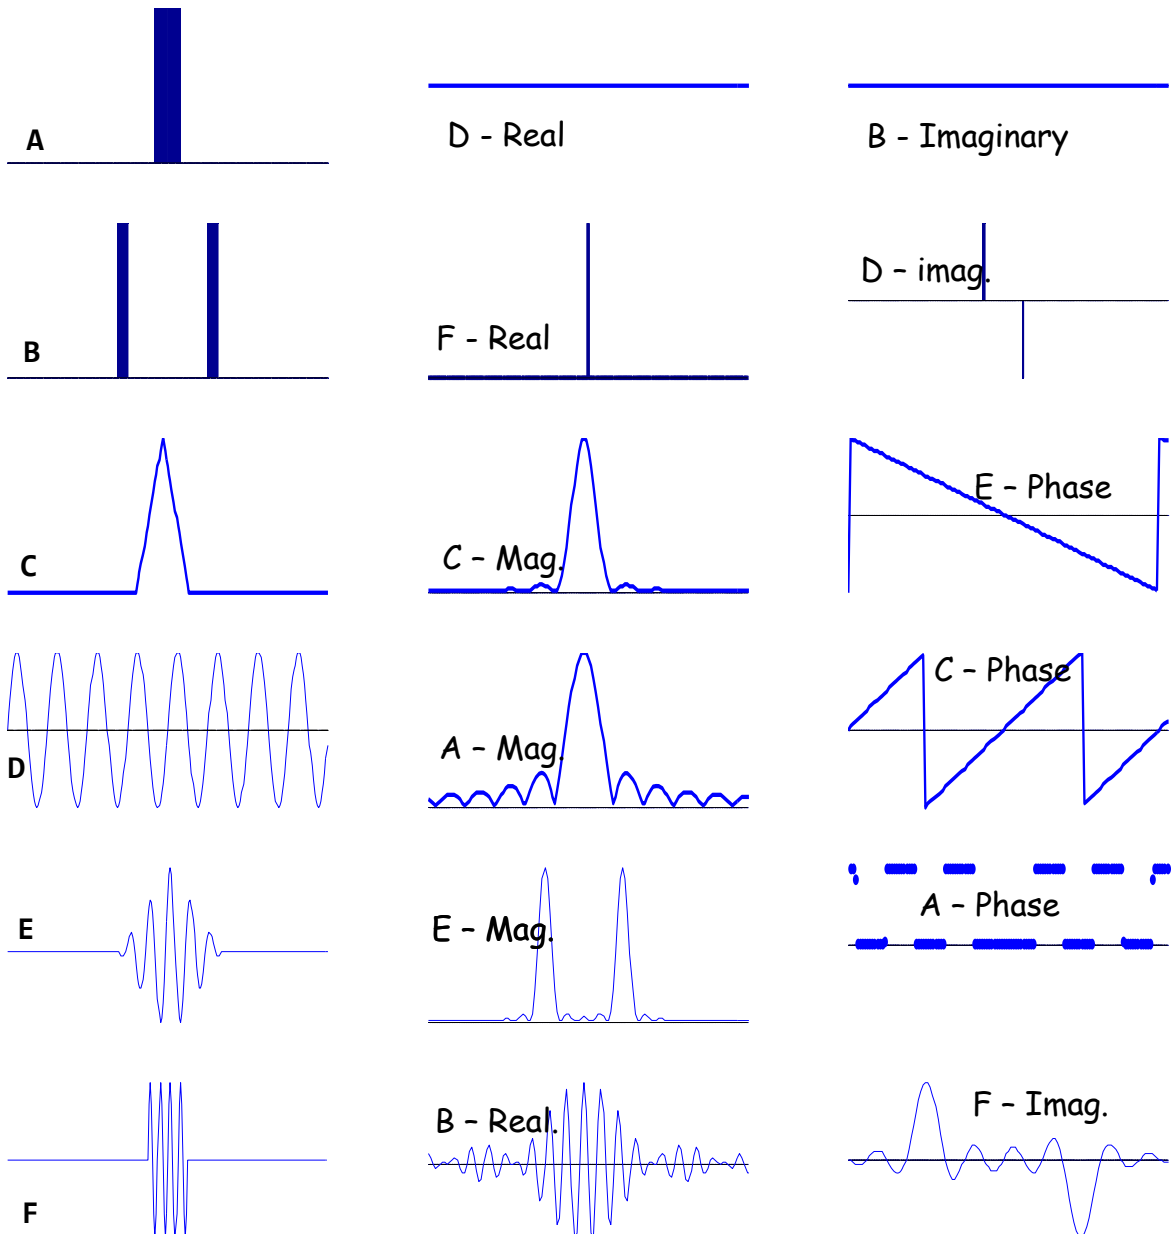 A
D - Real
B - Imaginary
B
F - Real
D – imag.
C
C – Mag.
E – Phase
D
A – Mag.
C – Phase
E
E – Mag.
A – Phase
F
B – Real.
F – Imag.